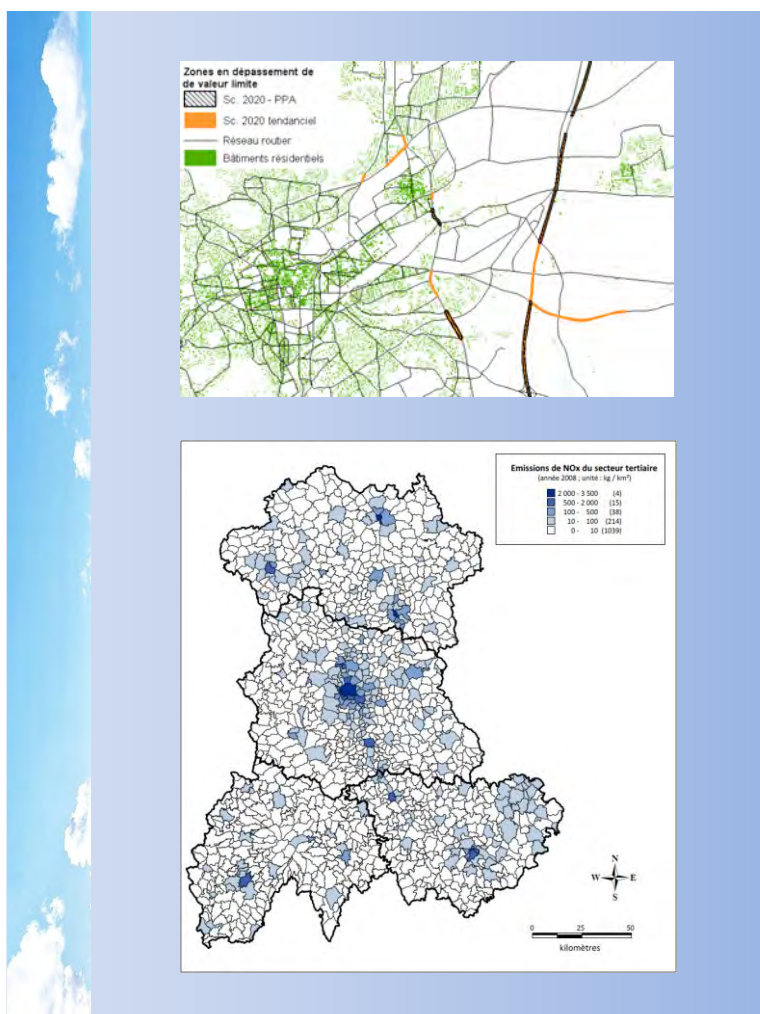 Zones en dépassement de
de valeur limite
Sc. 2020 - PPA
Sc. 2020 tendanciel
Réseau routier
Bâtiments résidentiels
Emissions de NOx du secteur tertiaire
(année 2008 ; unité : kg / km²)
2 000 - 3 500 (4)
500 - 2 000 (15)
100 - 500 (38)
10 - 100 (214)
0 - 10 (1039)
N
W E
S
0 25 50
kilomètres